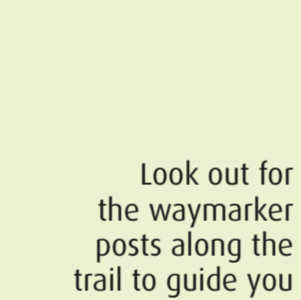 Look out for
the waymarker
posts along the
trail to guide you